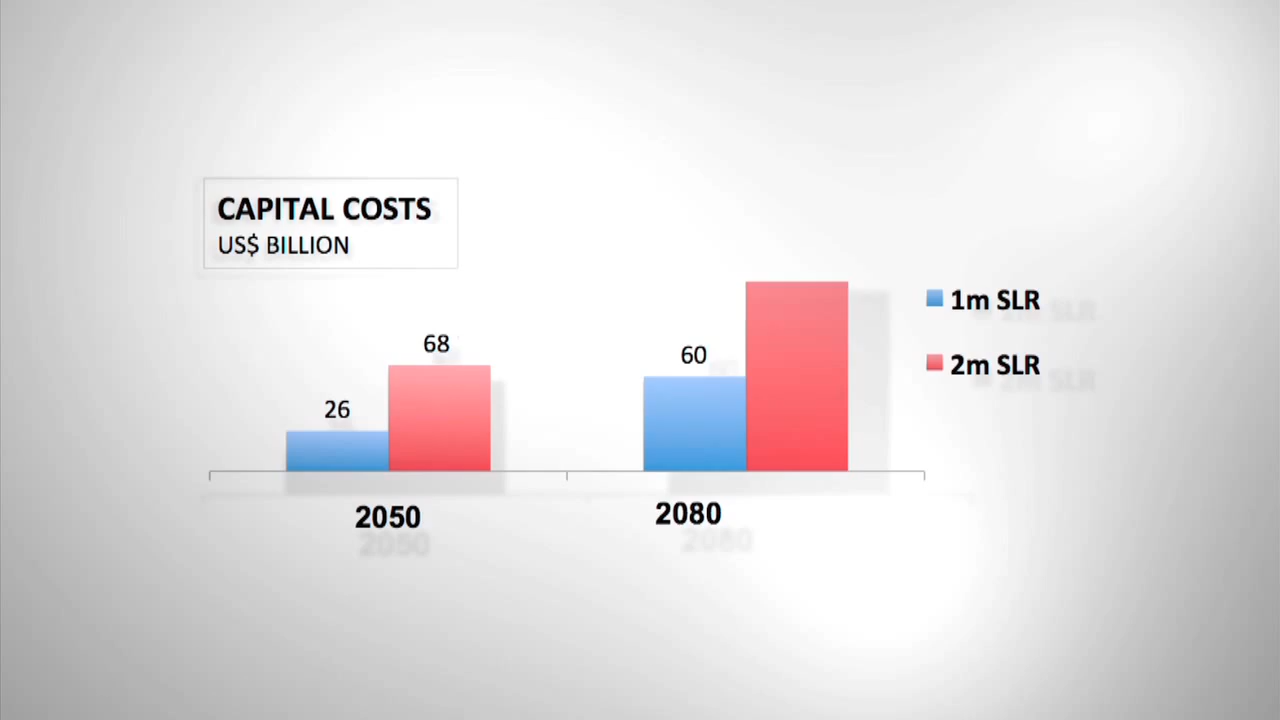 CAPITAL COSTS
US$ BILLION
68
26
60
1m SLR
2m SLR
2050
2080